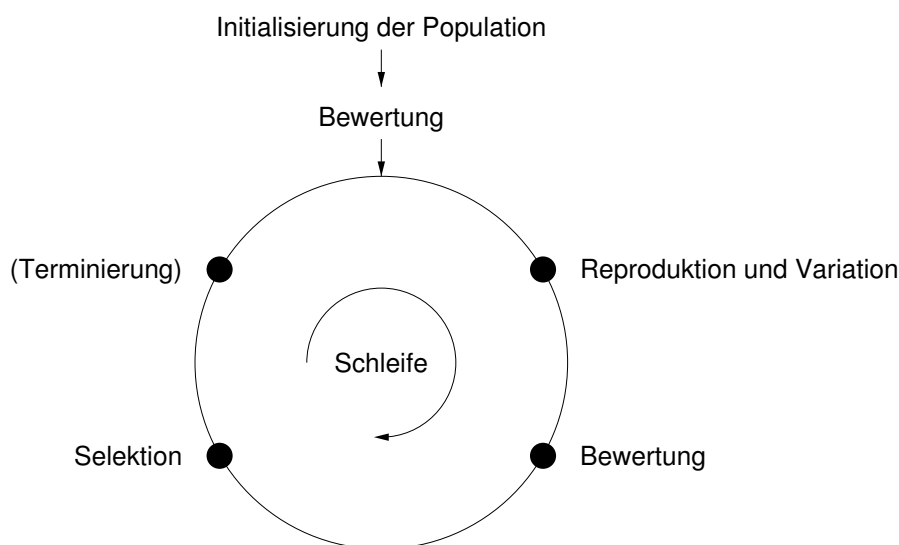 Initialisierung der Population
Bewertung
(Terminierung)
Reproduktion und Variation
Schleife
Selektion
Bewertung